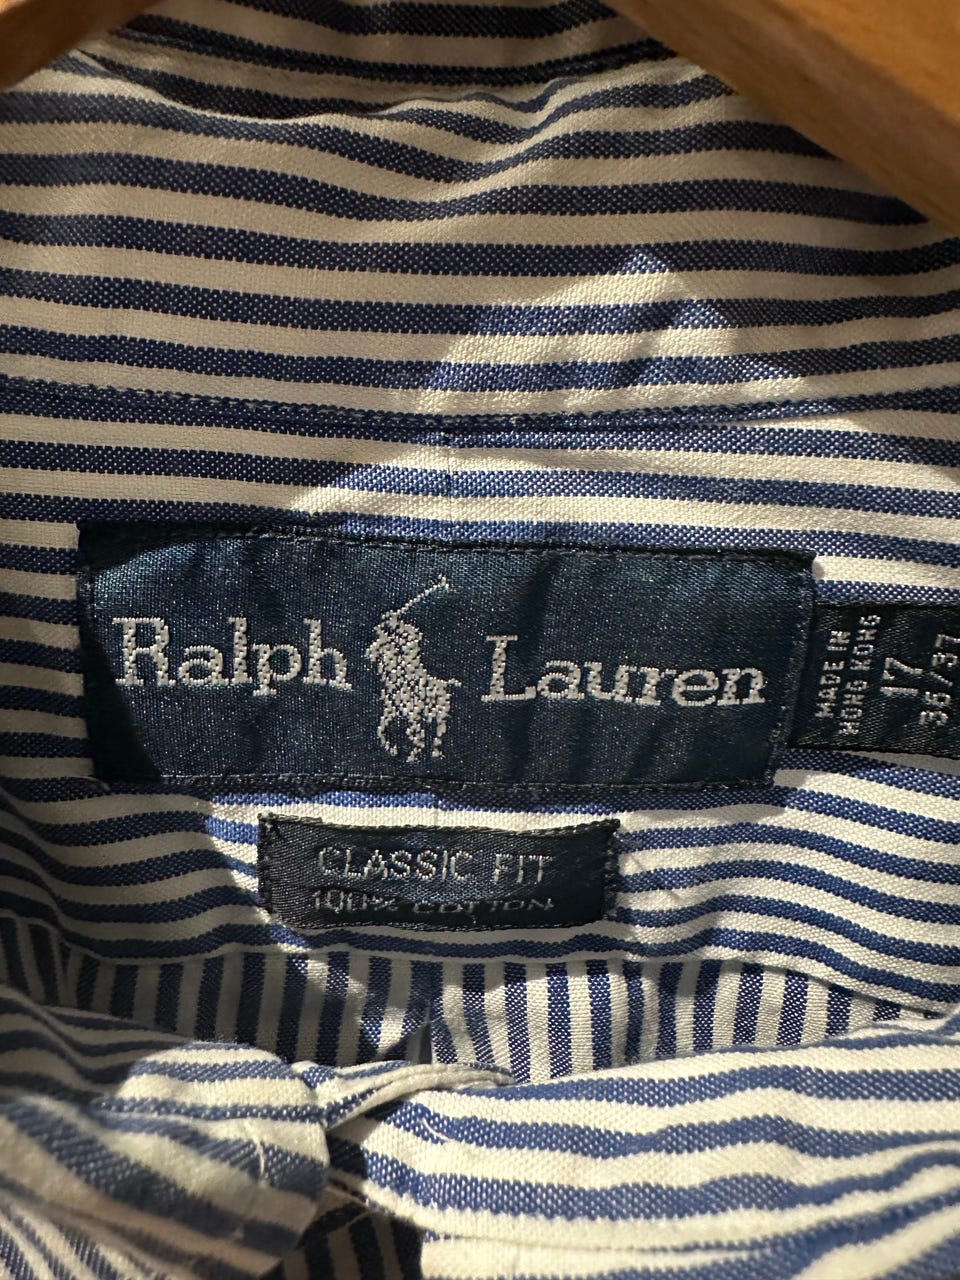 Ralph Lauren
MADE IN
HONG KONG
17
36/37
CLASSIC FIT
100% COTTON